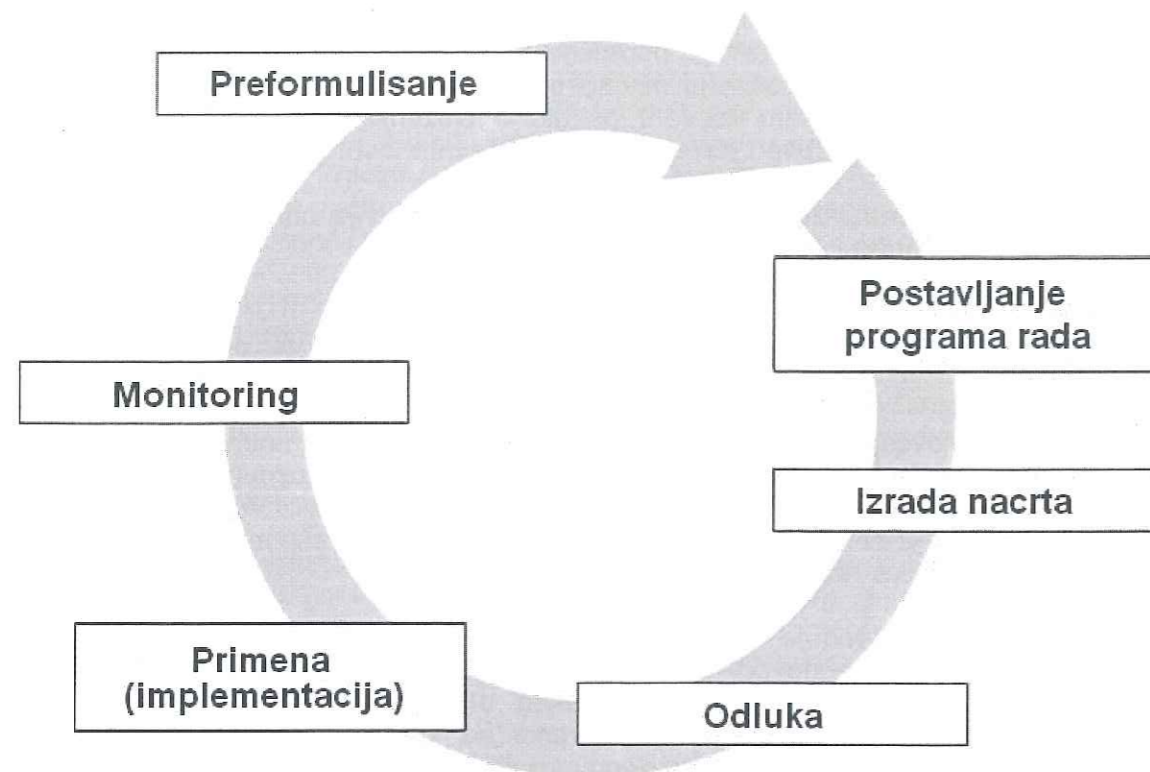 Preformulisanje
Postavljanje
programa rada
Monitoring
Izrada nacrta
Primena
(implementacija)
Odluka